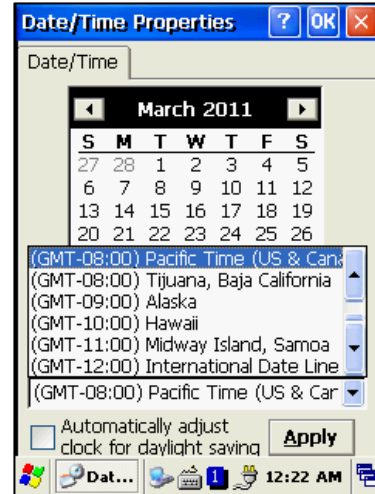 Date/Time Properties ? OK ×
Date/Time
March 2011
S M T W T F S
27 28 1 2 3 4 5
6 7 8 9 10 11 12
13 14 15 16 17 18 19
20 21 22 23 24 25 26
(GMT-08:00) Pacific Time (US & Cana
(GMT-08:00) Tijuana, Baja California
(GMT-09:00) Alaska
(GMT-10:00) Hawaii
(GMT-11:00) Midway Island, Samoa
(GMT-12:00) International Date Line
(GMT-08:00) Pacific Time (US & Car
Automatically adjust
clock for daylight saving
Apply
Dat... 1 12:22 AM